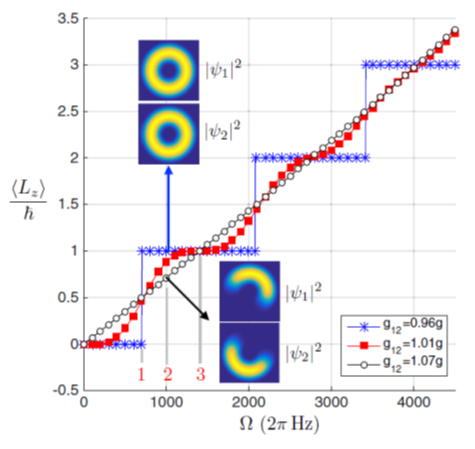 3.5
3
2.5
2
1.5
1
0.5
0
-0.5
⟨L_z⟩
ħ
|ψ₁|²
|ψ₂|²
|ψ₁|²
|ψ₂|²
1 2 3
g₁₂=0.96g
g₁₂=1.01g
g₁₂=1.07g
0 1000 2000 3000 4000
Ω (2π Hz)